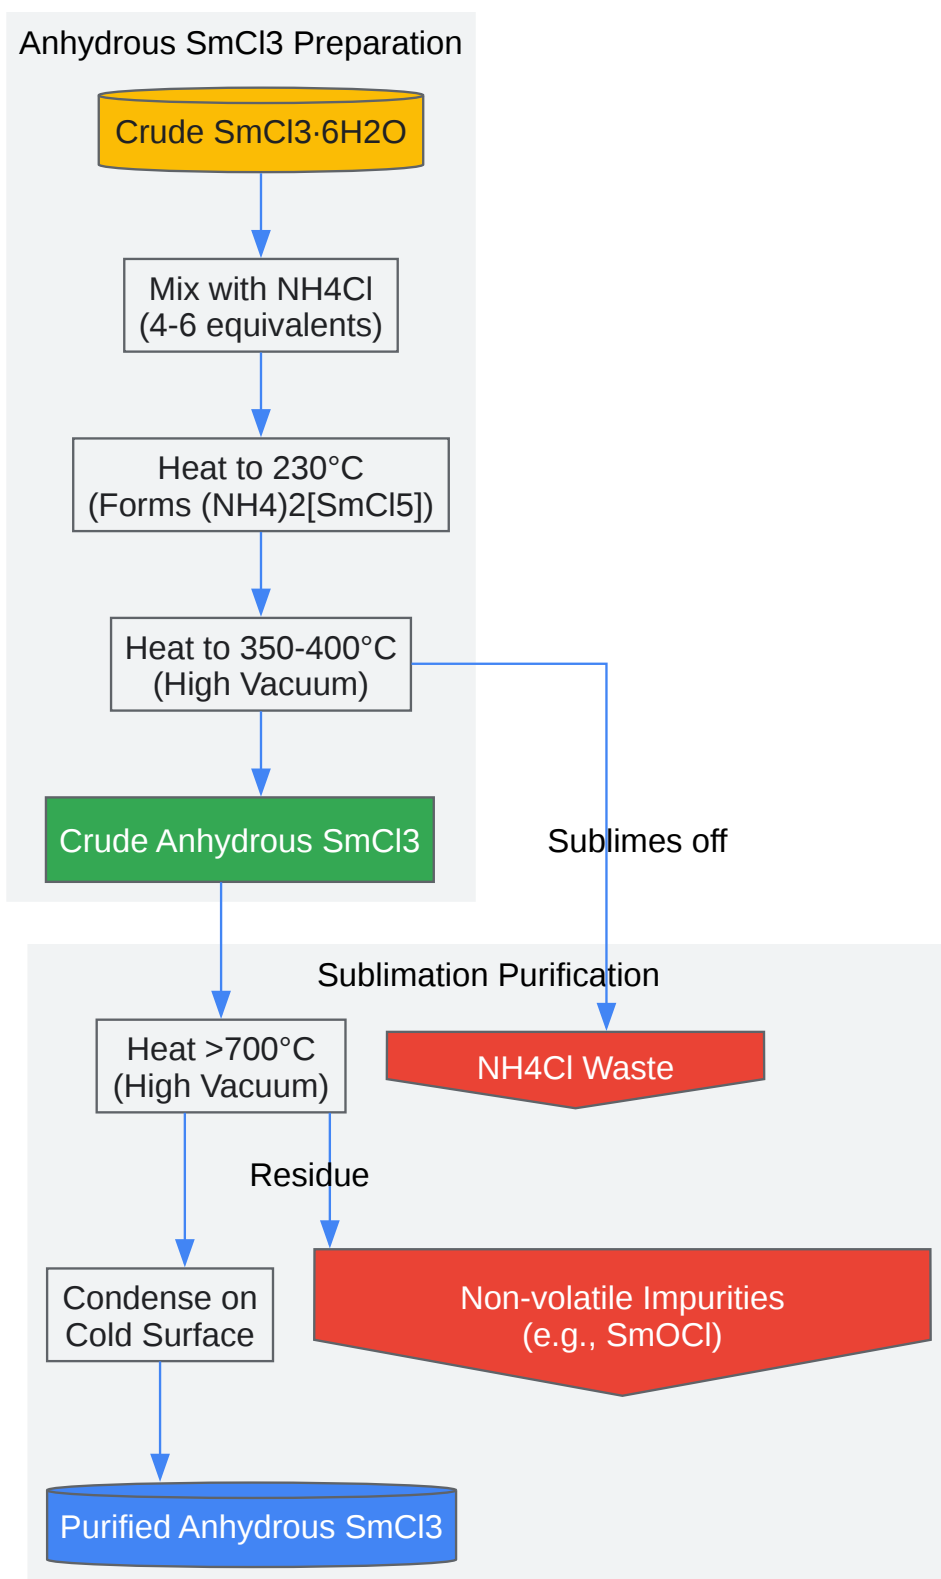 Anhydrous SmCl3 Preparation
Crude SmCl3·6H2O
Mix with NH4Cl
(4-6 equivalents)
Heat to 230°C
(Forms (NH4)2[SmCl5])
Heat to 350-400°C
(High Vacuum)
Crude Anhydrous SmCl3
Sublimes off
Sublimation Purification
Heat >700°C
(High Vacuum)
NH4Cl Waste
Residue
Condense on
Cold Surface
Non-volatile Impurities
(e.g., SmOCl)
Purified Anhydrous SmCl3